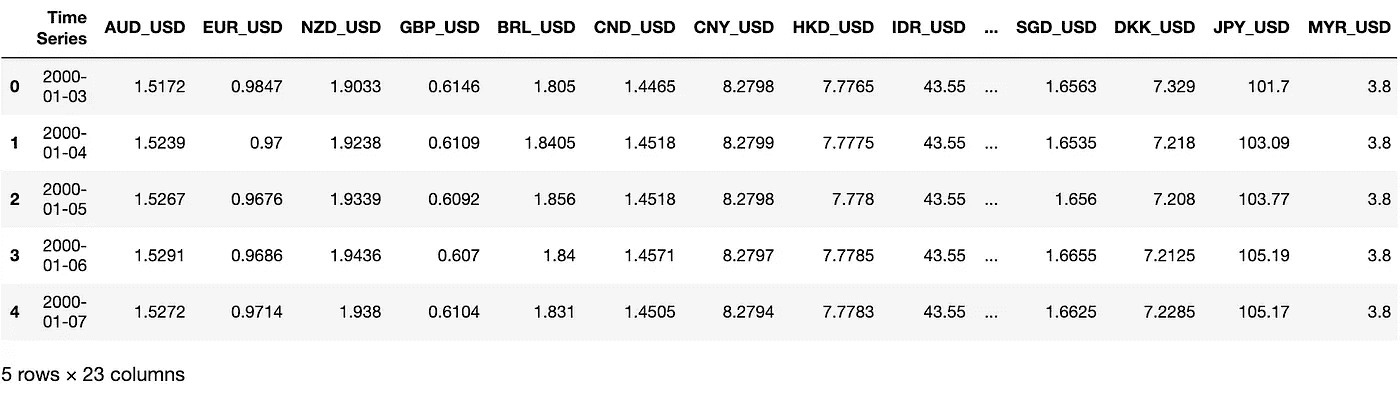 Time Series AUD_USD EUR_USD NZD_USD GBP_USD BRL_USD CND_USD CNY_USD HKD_USD IDR_USD ... SGD_USD DKK_USD JPY_USD MYR_USD
0 2000-01-03 1.5172 0.9847 1.9033 0.6146 1.805 1.4465 8.2798 7.7765 43.55 ... 1.6563 7.329 101.7 3.8
1 2000-01-04 1.5239 0.97 1.9238 0.6109 1.8405 1.4518 8.2799 7.7775 43.55 ... 1.6535 7.218 103.09 3.8
2 2000-01-05 1.5267 0.9676 1.9339 0.6092 1.856 1.4518 8.2798 7.778 43.55 ... 1.656 7.208 103.77 3.8
3 2000-01-06 1.5291 0.9686 1.9436 0.607 1.84 1.4571 8.2797 7.7785 43.55 ... 1.6655 7.2125 105.19 3.8
4 2000-01-07 1.5272 0.9714 1.938 0.6104 1.831 1.4505 8.2794 7.7783 43.55 ... 1.6625 7.2285 105.17 3.8
5 rows × 23 columns